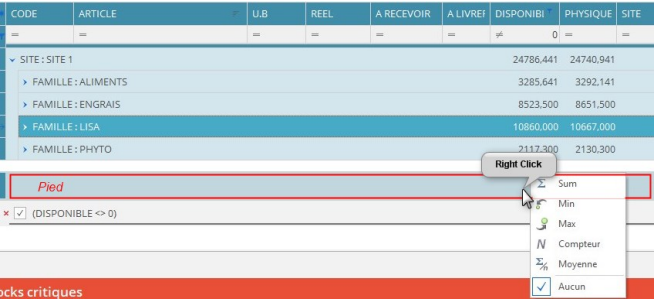 CODE ARTICLE U.B REEL A RECEVOIR A LIVREF DISPONIBI PHYSIQUE SITE
= = = = = = ≠ 0 = =
SITE : SITE 1 24786,441 24740,941
FAMILLE : ALIMENTS 3285,641 3292,141
FAMILLE : ENGRAIS 8523,500 8651,500
FAMILLE : LISA 10860,000 10667,000
FAMILLE : PHYTO 2117,300 2130,300
Right Click
Pied
Σ Sum
Min
(DISPONIBLE <> 0)
Max
N Compteur
Σ/n Moyenne
Aucun
ocks critiques